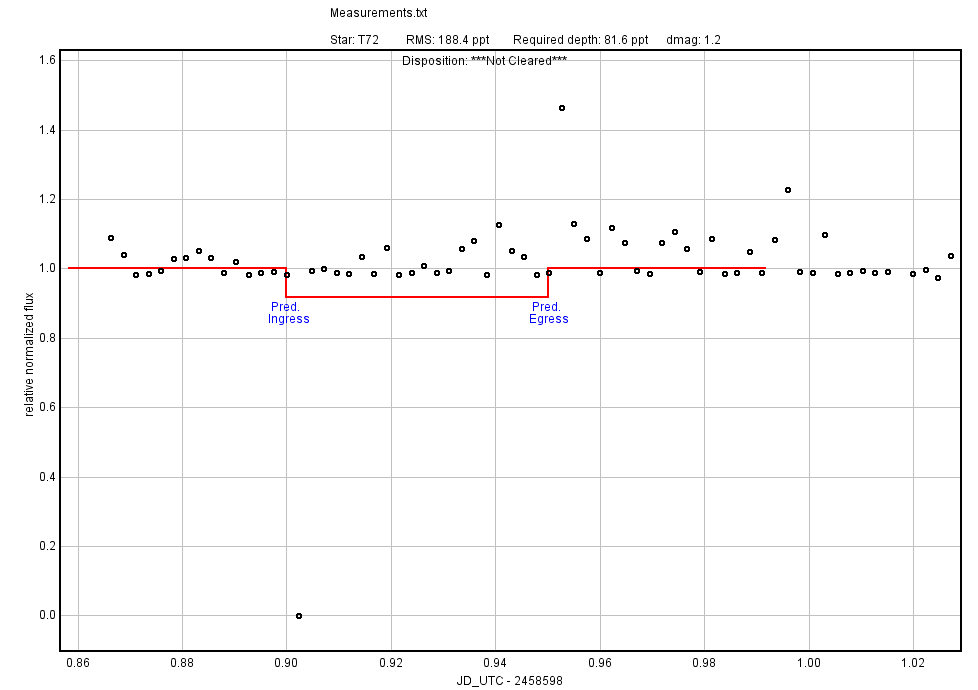 Measurements.txt
Star: T72 RMS: 188.4 ppt Required depth: 81.6 ppt dmag: 1.2
Disposition: ***Not Cleared***
1.6
1.4
1.2
1.0
0.8
0.6
0.4
0.2
0.0
relative normalized flux
Pred.
Ingress
Pred.
Egress
0.86 0.88 0.90 0.92 0.94 0.96 0.98 1.00 1.02
JD_UTC - 2458598